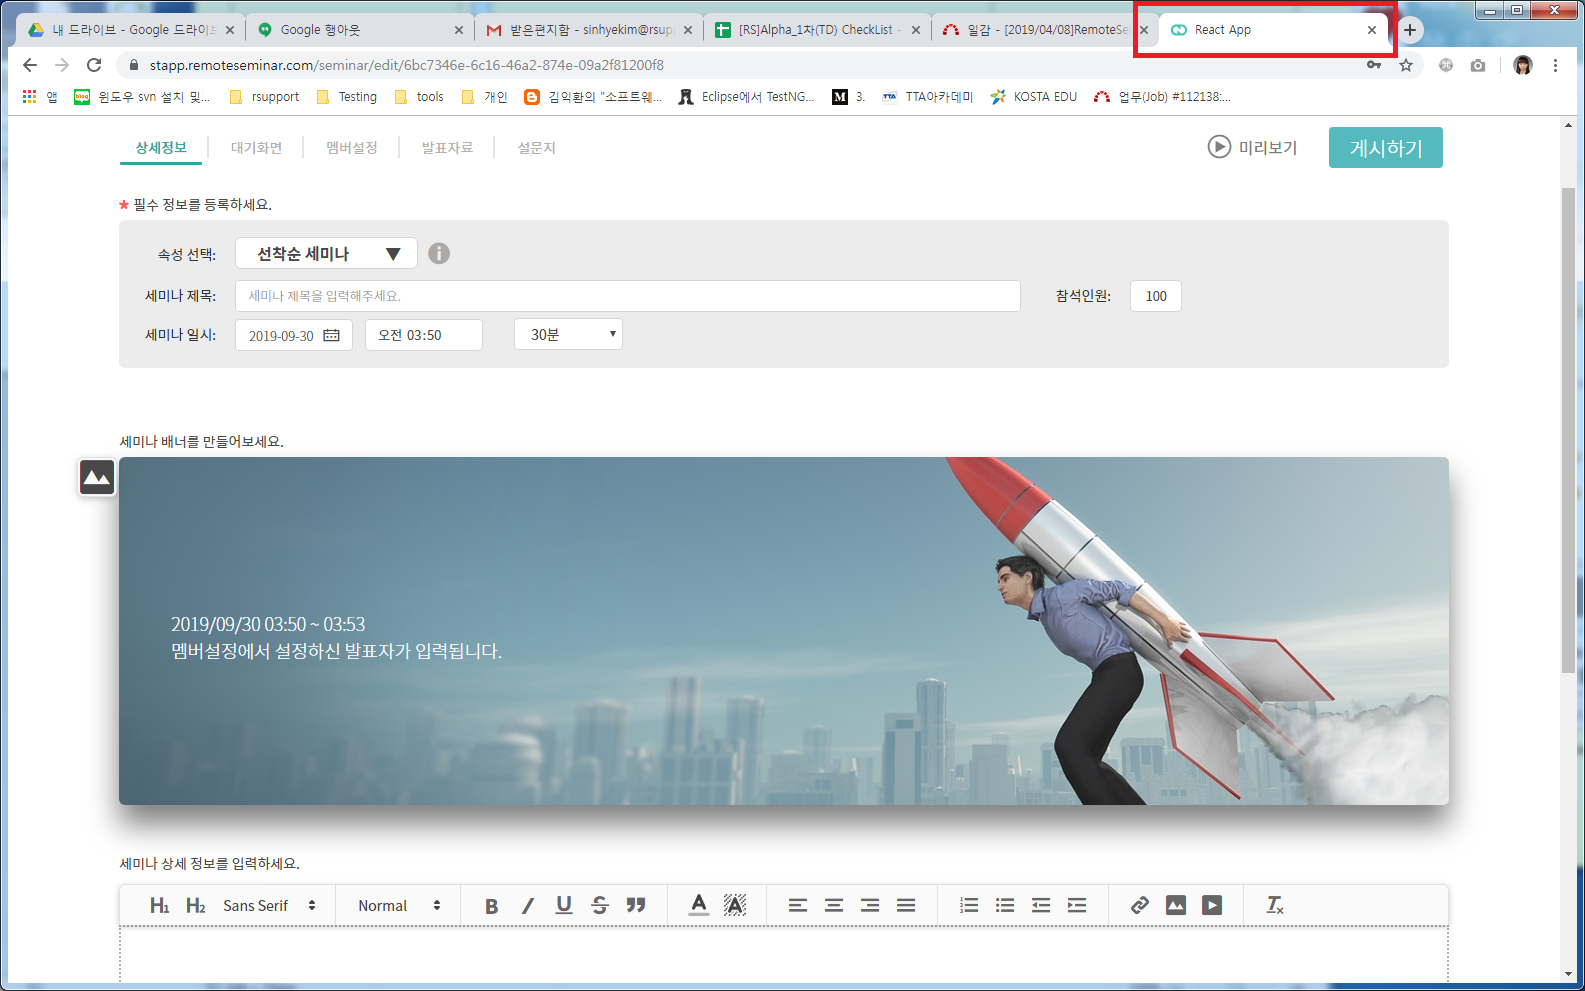 내 드라이브 - Google 드라이브
Google 행아웃
받은편지함 - sinhyekim@rsup
[RS]Alpha_1차(TD) CheckList -
일감 - [2019/04/08]RemoteSe
React App
stapp.remoteseminar.com/seminar/edit/6bc7346e-6c16-46a2-874e-09a2f81200f8
앱
blog
윈도우 svn 설치 및...
rsupport
Testing
tools
개인
김익환의 "소프트웨...
Eclipse에서 TestNG...
M
3.
TTA
TTA아카데미
KOSTA EDU
업무(Job) #112138:...
상세정보
대기화면
멤버설정
발표자료
설문지
미리보기
게시하기
* 필수 정보를 등록하세요.
속성 선택:
선착순 세미나 ▼
i
세미나 제목:
세미나 제목을 입력해주세요.
참석인원:
100
세미나 일시:
2019-09-30
오전 03:50
30분
세미나 배너를 만들어보세요.
2019/09/30 03:50 ~ 03:53
멤버설정에서 설정하신 발표자가 입력됩니다.
세미나 상세 정보를 입력하세요.
H1 H2 Sans Serif Normal B I U S A A Tx